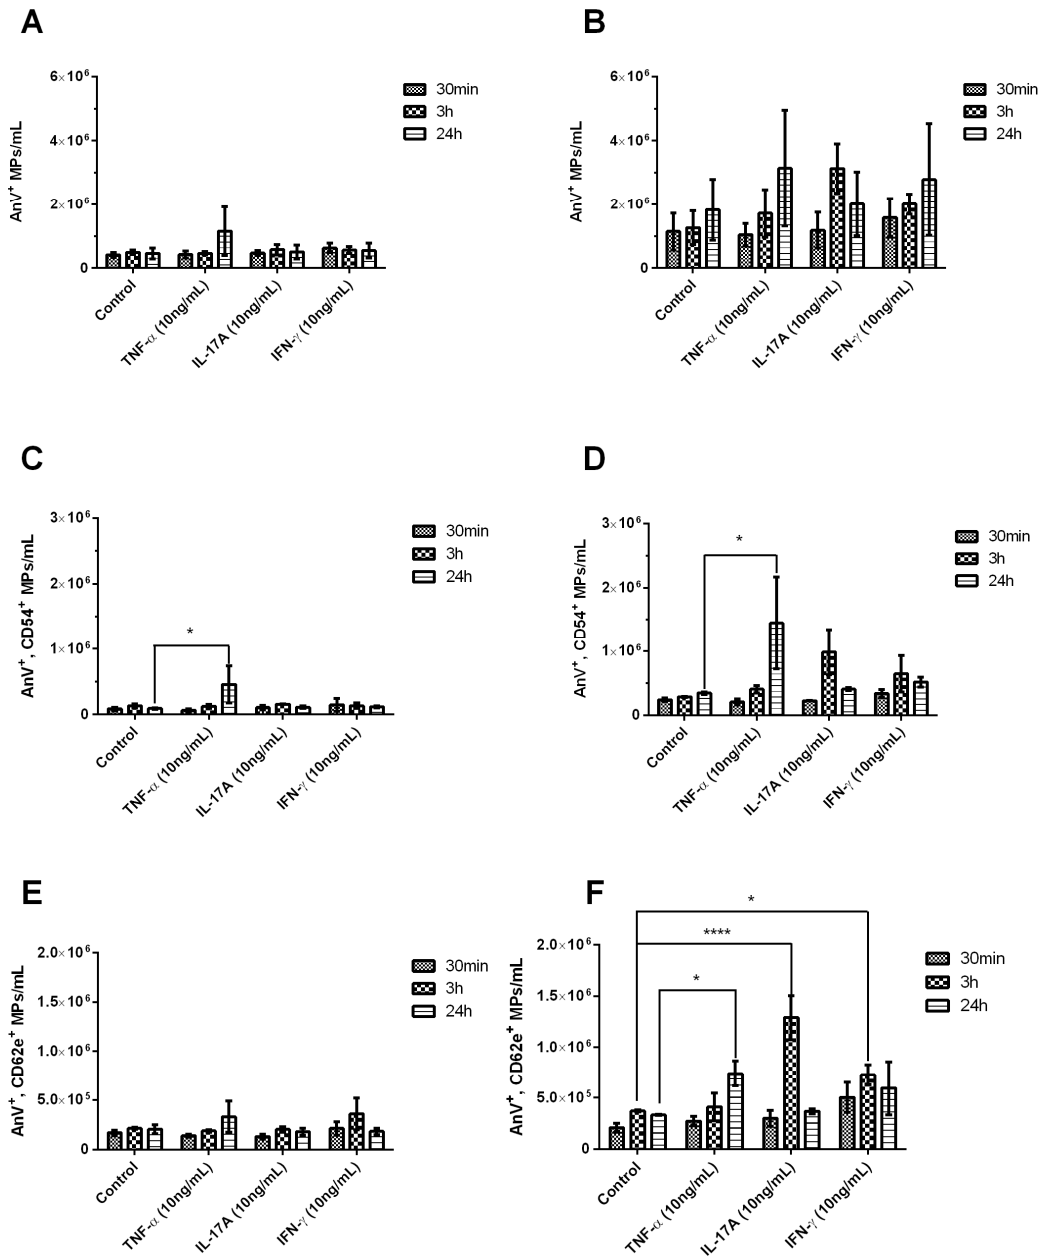 A
6×10⁶
4×10⁶
2×10⁶
0
AnV⁺ MPs/mL
Control
TNF-α (10ng/mL)
IL-17A (10ng/mL)
IFN-γ (10ng/mL)
30min
3h
24h
B
6×10⁶
4×10⁶
2×10⁶
0
AnV⁺ MPs/mL
Control
TNF-α (10ng/mL)
IL-17A (10ng/mL)
IFN-γ (10ng/mL)
30min
3h
24h
C
3×10⁶
2×10⁶
1×10⁶
0
AnV⁺, CD54⁺ MPs/mL
*
Control
TNF-α (10ng/mL)
IL-17A (10ng/mL)
IFN-γ (10ng/mL)
30min
3h
24h
D
3×10⁶
2×10⁶
1×10⁶
0
AnV⁺, CD54⁺ MPs/mL
*
Control
TNF-α (10ng/mL)
IL-17A (10ng/mL)
IFN-γ (10ng/mL)
30min
3h
24h
E
2.0×10⁶
1.5×10⁶
1.0×10⁶
5.0×10⁵
0
AnV⁺, CD62e⁺ MPs/mL
Control
TNF-α (10ng/mL)
IL-17A (10ng/mL)
IFN-γ (10ng/mL)
30min
3h
24h
F
*
****
*
2.0×10⁶
1.5×10⁶
1.0×10⁶
5.0×10⁵
0
AnV⁺, CD62e⁺ MPs/mL
Control
TNF-α (10ng/mL)
IL-17A (10ng/mL)
IFN-γ (10ng/mL)
30min
3h
24h